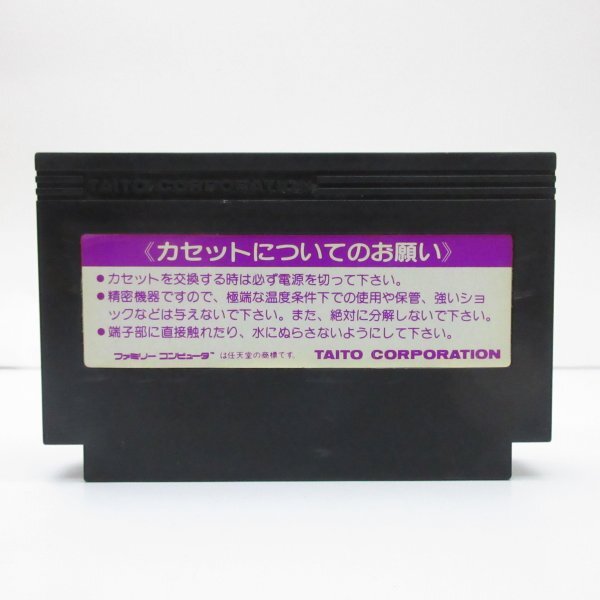 TAITO CORPORATION
《カセットについてのお願い》
●カセットを交換する時は必ず電源を切って下さい。
●精密機器ですので、極端な温度条件下での使用や保管、強いショ
ックなどは与えないで下さい。また、絶対に分解しないで下さい。
●端子部に直接触れたり、水にぬらさないようにして下さい。
ファミリーコンピュータ™は任天堂の商標です。 TAITO CORPORATION